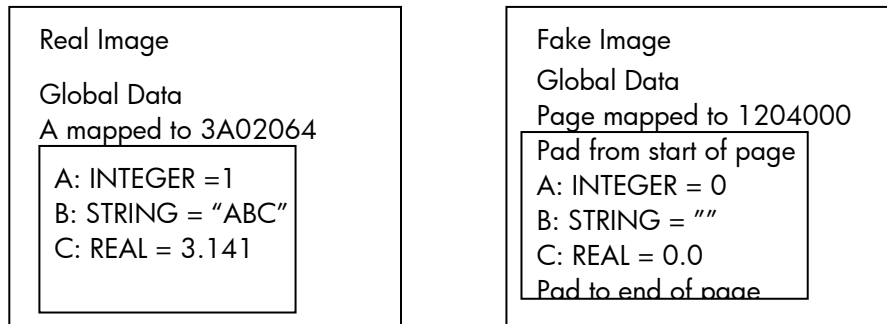 Real Image
Global Data
A mapped to 3A02064
A: INTEGER =1
B: STRING = “ABC”
C: REAL = 3.141
Fake Image
Global Data
Page mapped to 1204000
Pad from start of page
A: INTEGER = 0
B: STRING = ””
C: REAL = 0.0
Pad to end of page